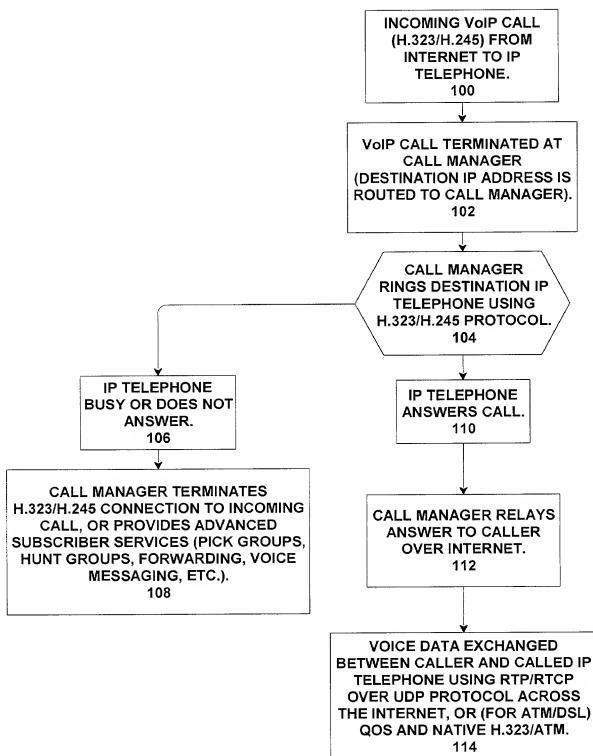 INCOMING VoIP CALL
(H.323/H.245) FROM
INTERNET TO IP
TELEPHONE.
100
VoIP CALL TERMINATED AT
CALL MANAGER
(DESTINATION IP ADDRESS IS
ROUTED TO CALL MANAGER).
102
CALL MANAGER
RINGS DESTINATION IP
TELEPHONE USING
H.323/H.245 PROTOCOL.
104
IP TELEPHONE
BUSY OR DOES NOT
ANSWER.
106
CALL MANAGER TERMINATES
H.323/H.245 CONNECTION TO INCOMING
CALL, OR PROVIDES ADVANCED
SUBSCRIBER SERVICES (PICK GROUPS,
HUNT GROUPS, FORWARDING, VOICE
MESSAGING, ETC.).
108
IP TELEPHONE
ANSWERS CALL.
110
CALL MANAGER RELAYS
ANSWER TO CALLER
OVER INTERNET.
112
VOICE DATA EXCHANGED
BETWEEN CALLER AND CALLED IP
TELEPHONE USING RTP/RTCP
OVER UDP PROTOCOL ACROSS
THE INTERNET, OR (FOR ATM/DSL)
QOS AND NATIVE H.323/ATM.
114